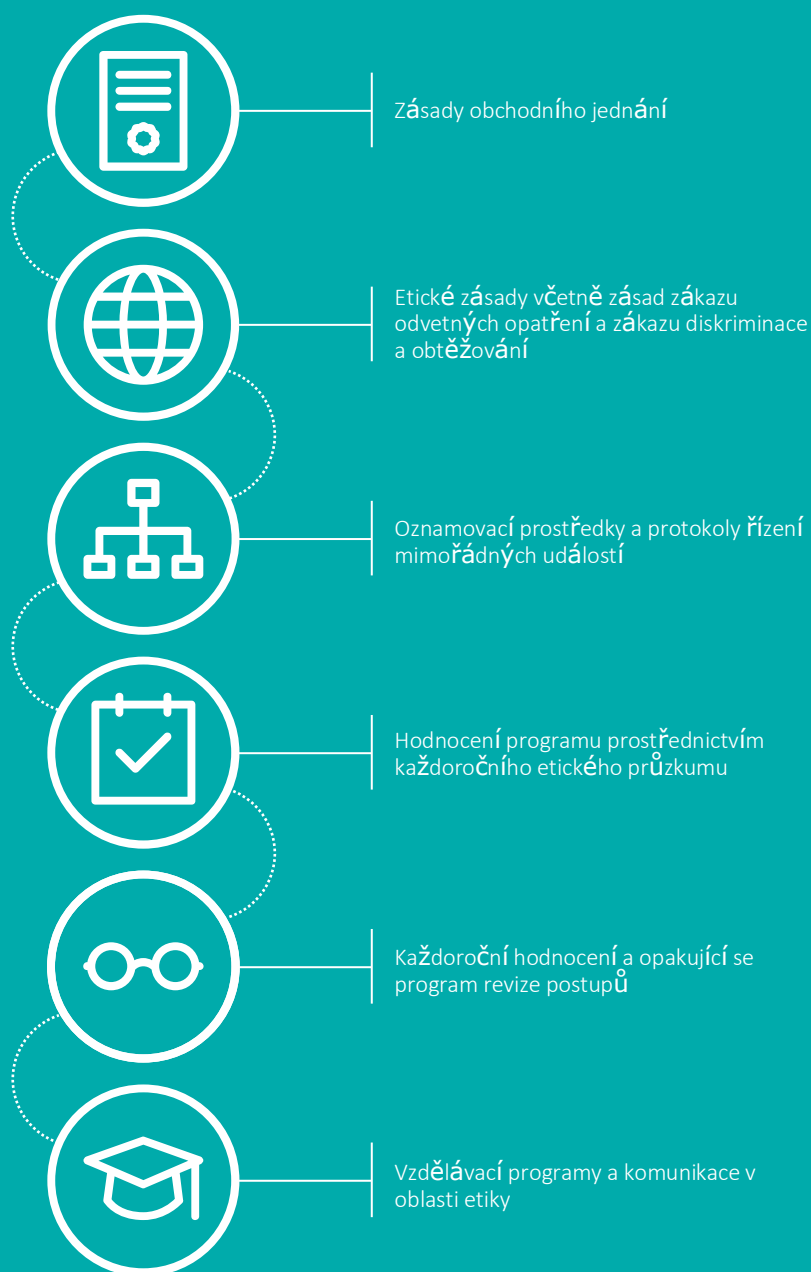 Zásady obchodního jednání
Etické zásady včetně zásad zákazu
odvetných opatření a zákazu diskriminace
a obtěžování
Oznamovací prostředky a protokoly řízení
mimořádných událostí
Hodnocení programu prostřednictvím
každoročního etického průzkumu
Každoroční hodnocení a opakující se
program revize postupů
Vzdělávací programy a komunikace v
oblasti etiky